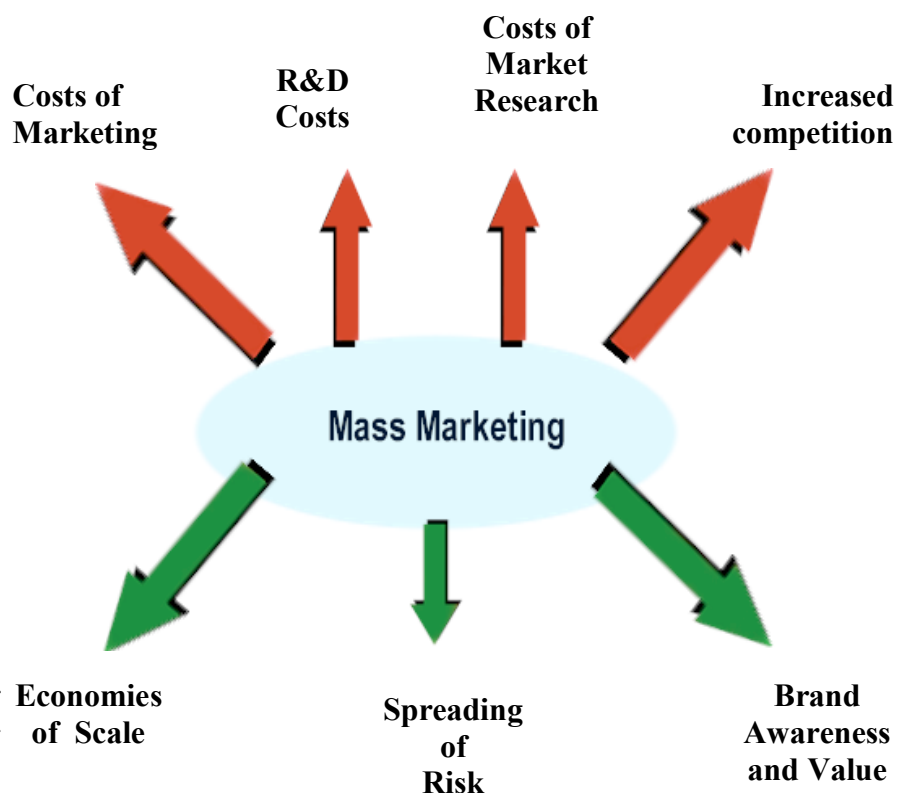 Costs of
Marketing
R&D
Costs
Costs of
Market
Research
Increased
competition
Mass Marketing
Economies
of Scale
Spreading
of
Risk
Brand
Awareness
and Value